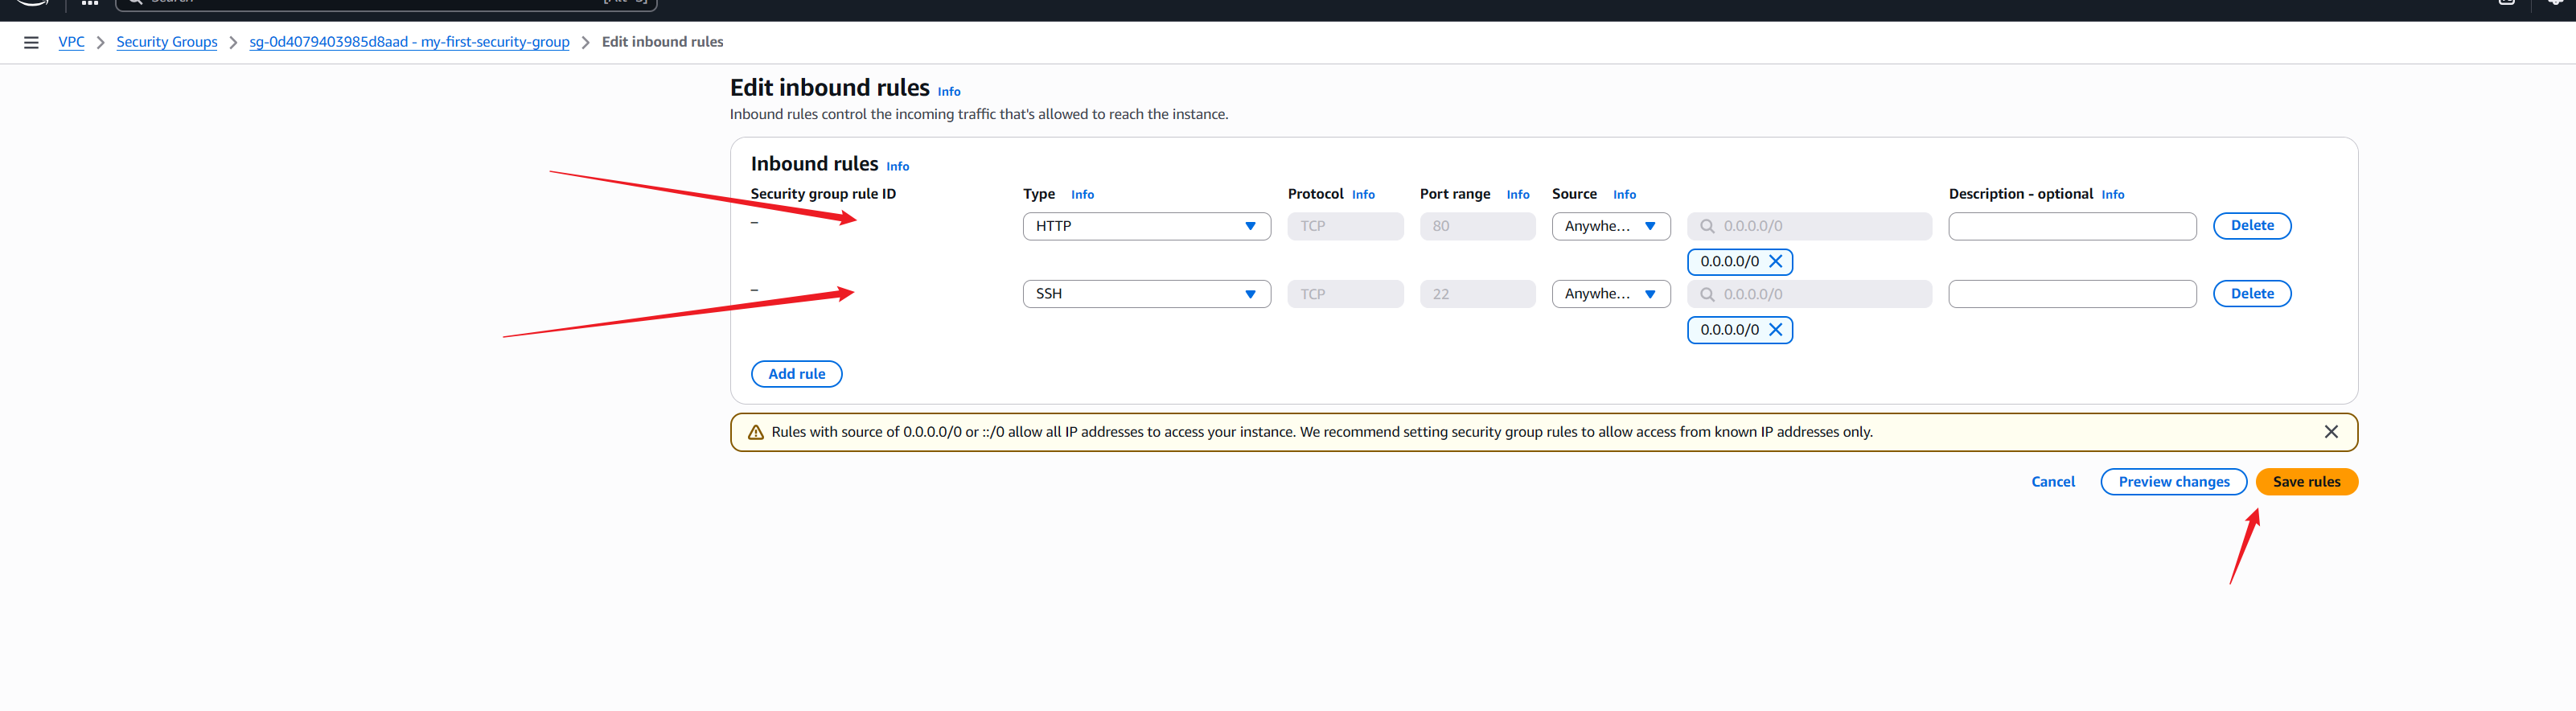 VPC > Security Groups > sg-0d4079403985d8aad - my-first-security-group > Edit inbound rules
Edit inbound rules Info
Inbound rules control the incoming traffic that's allowed to reach the instance.
Inbound rules Info
Security group rule ID Type Info Protocol Info Port range Info Source Info Description - optional Info
– HTTP TCP 80 Anywhe... 0.0.0.0/0 Delete
0.0.0.0/0
– SSH TCP 22 Anywhe... 0.0.0.0/0 Delete
0.0.0.0/0
Add rule
Rules with source of 0.0.0.0/0 or ::/0 allow all IP addresses to access your instance. We recommend setting security group rules to allow access from known IP addresses only.
Cancel Preview changes Save rules